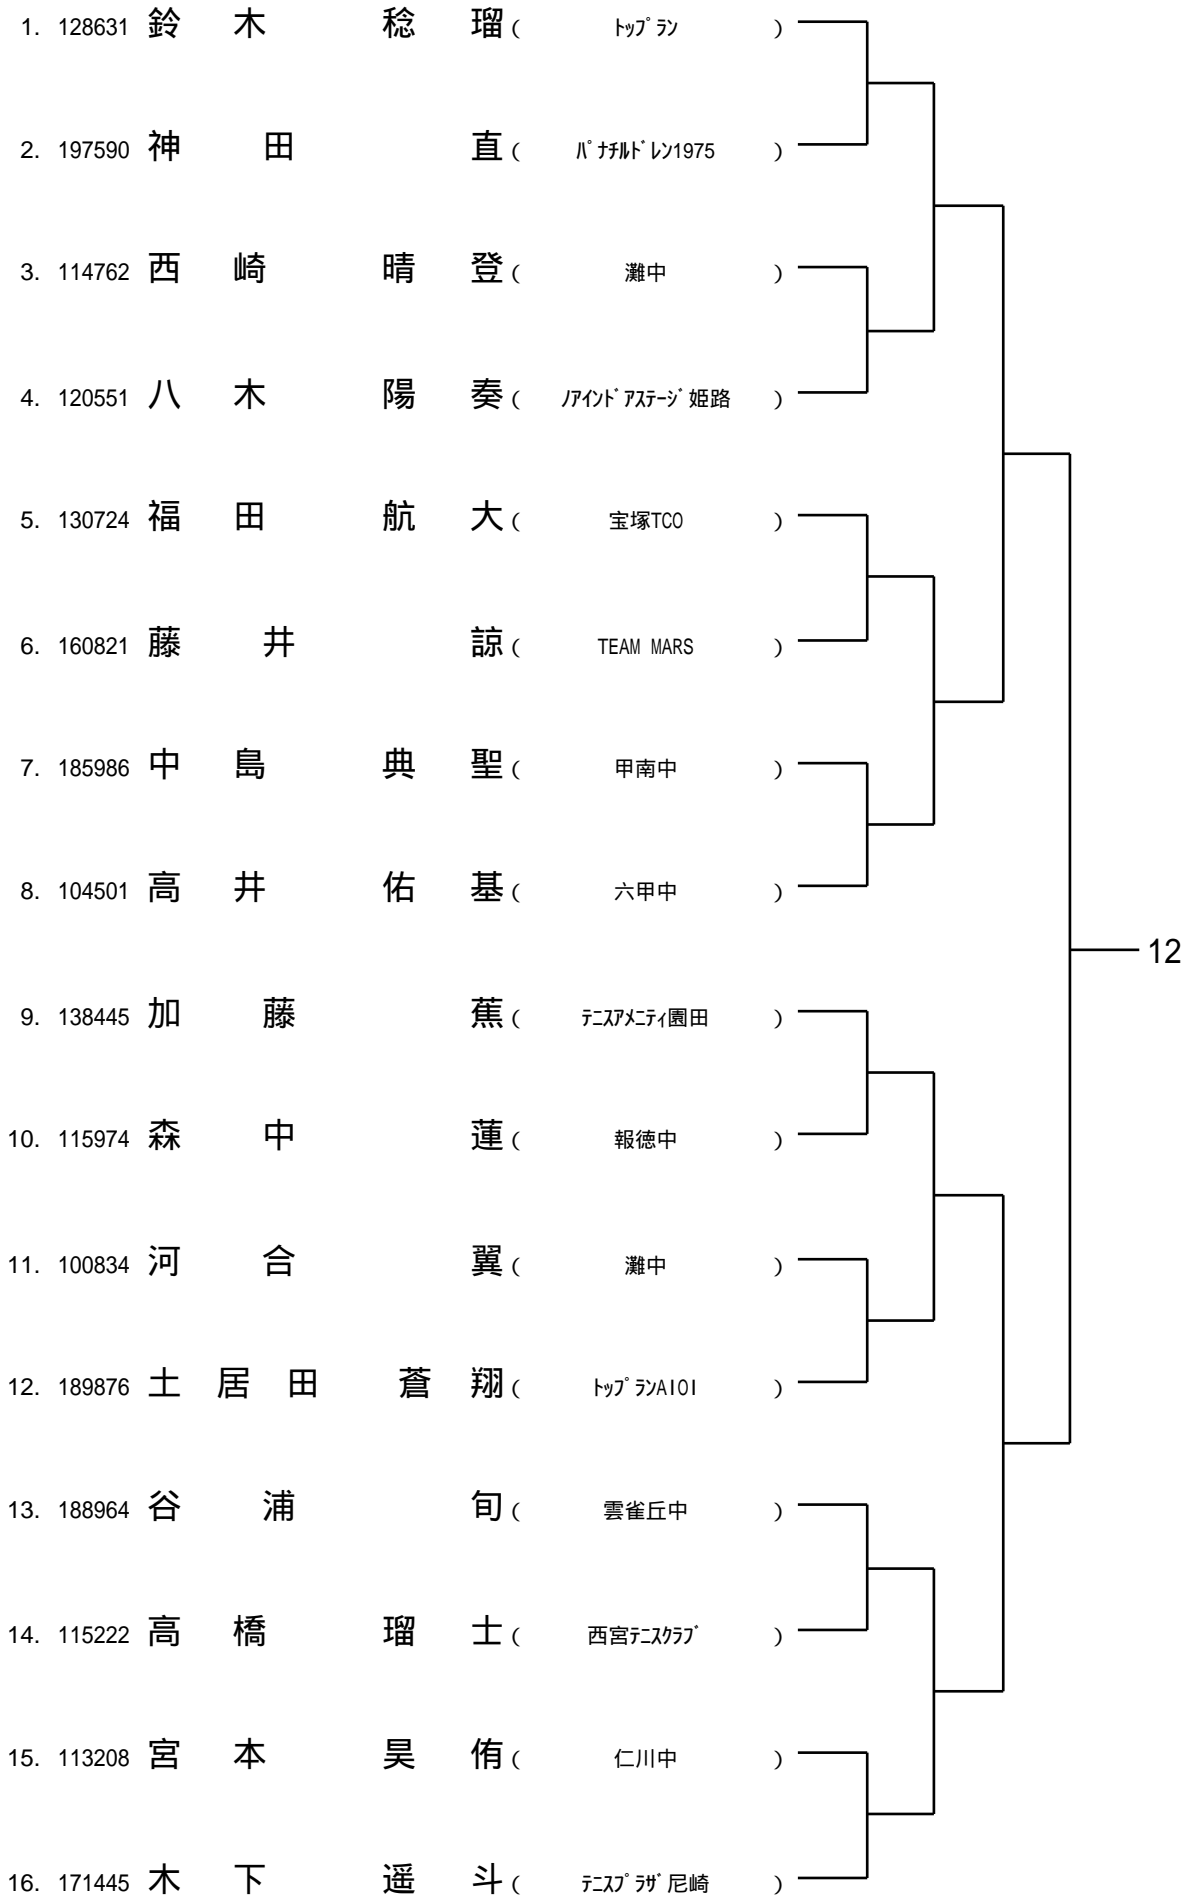 1. 128631 鈴木 稔瑠 ( ﾄｯﾌﾟﾗﾝ )
2. 197590 神田 直 ( ﾊﾟﾅﾁﾙﾄﾞﾚﾝ1975 )
3. 114762 西崎 晴登 ( 灘中 )
4. 120551 八木 陽奏 ( ﾉｱｲﾝﾄﾞｱｽﾃｰｼﾞ姫路 )
5. 130724 福田 航大 ( 宝塚TCO )
6. 160821 藤井 諒 ( TEAM MARS )
7. 185986 中島 典聖 ( 甲南中 )
8. 104501 高井 佑基 ( 六甲中 )
12
9. 138445 加藤 蕉 ( ﾃﾆｽｱﾒﾆﾃｨ園田 )
10. 115974 森中 蓮 ( 報徳中 )
11. 100834 河合 翼 ( 灘中 )
12. 189876 土居田 蒼翔 ( ﾄｯﾌﾟﾗﾝAIOI )
13. 188964 谷浦 旬 ( 雲雀丘中 )
14. 115222 高橋 瑠士 ( 西宮ﾃﾆｽｸﾗﾌﾞ )
15. 113208 宮本 昊侑 ( 仁川中 )
16. 171445 木下 遥斗 ( ﾃﾆｽﾌﾟﾗｻﾞ尼崎 )